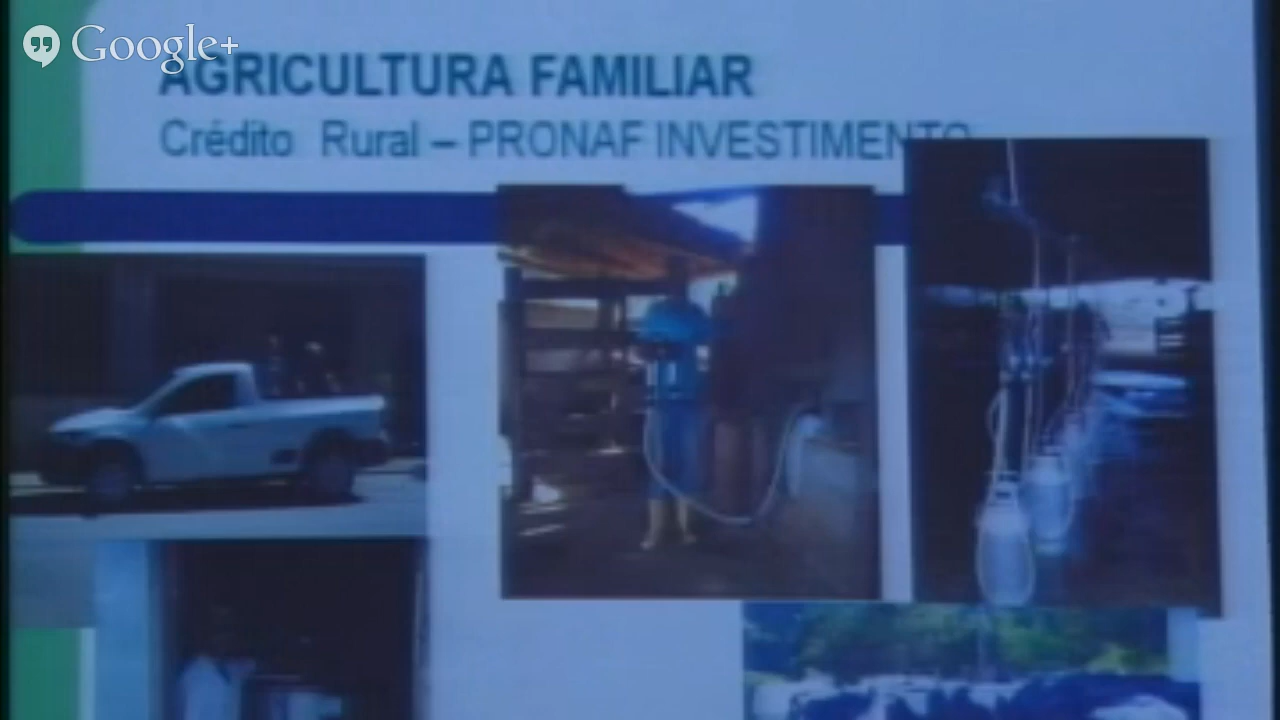 Google+
AGRICULTURA FAMILIAR
Crédito Rural – PRONAF INVESTIMENTO